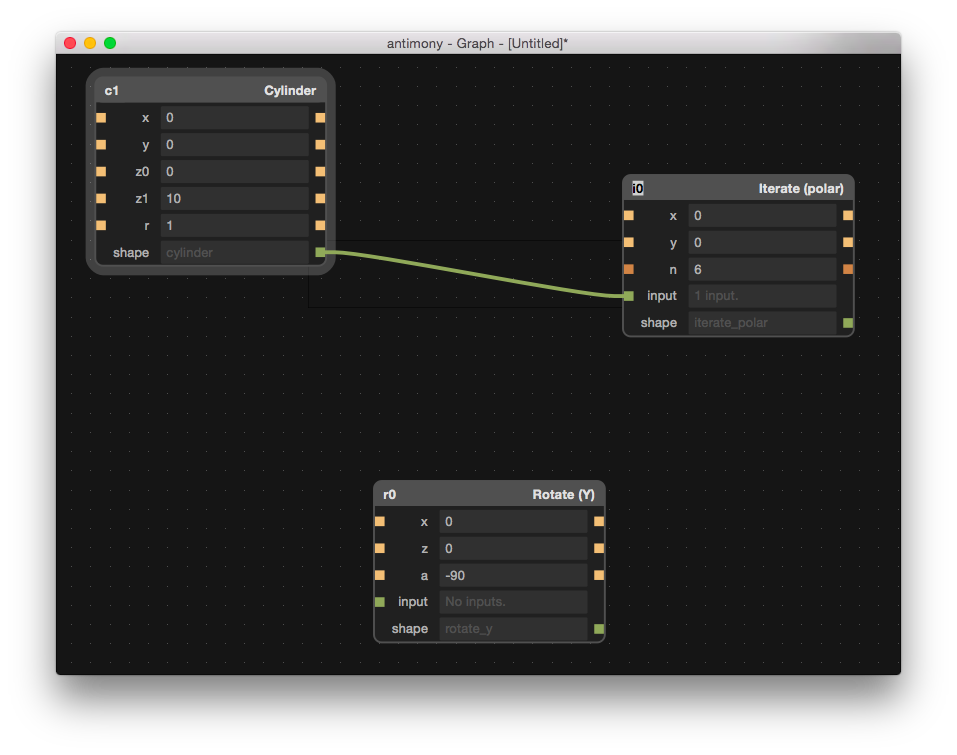 antimony - Graph - [Untitled]*
c1 Cylinder
x 0
y 0
z0 0
z1 10
r 1
shape cylinder
i0 Iterate (polar)
x 0
y 0
n 6
input 1 input.
shape iterate_polar
r0 Rotate (Y)
x 0
z 0
a -90
input No inputs.
shape rotate_y